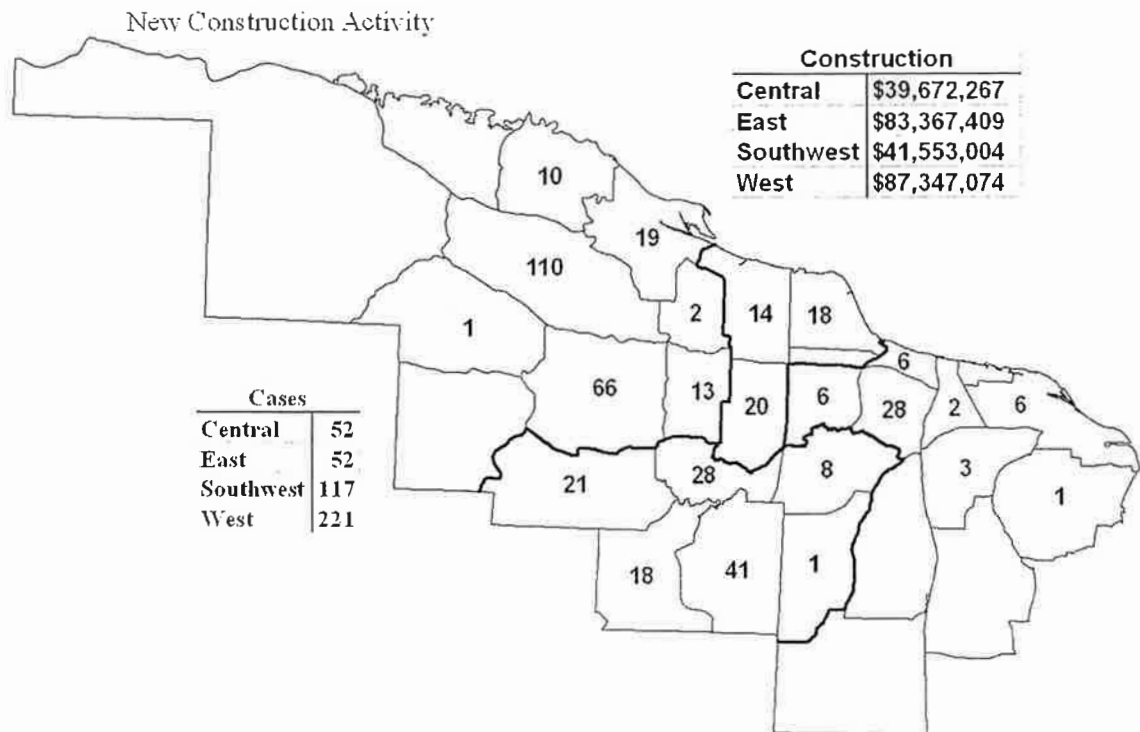 New Construction Activity
Construction
Central $39,672,267
East $83,367,409
Southwest $41,553,004
West $87,347,074
10
19
110
2
14
18
1
6
66
13
20
6
28
2
6
Cases
Central 52
East 52
Southwest 117
West 221
21
28
8
3
1
18
41
1